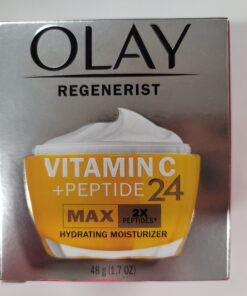 OLAY
REGENERIST
VITAMIN C
+PEPTIDE 24
MAX 2X
PEPTIDES*
HYDRATING MOISTURIZER
48 g (1.7 OZ)